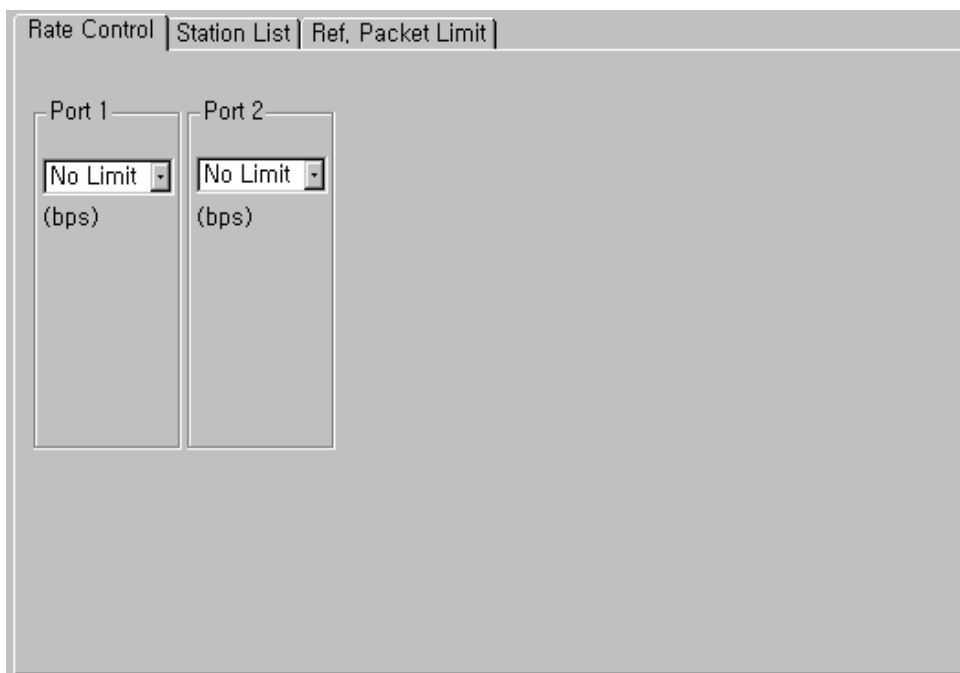 Rate Control Station List Ref, Packet Limit
Port 1 Port 2
No Limit No Limit
(bps) (bps)